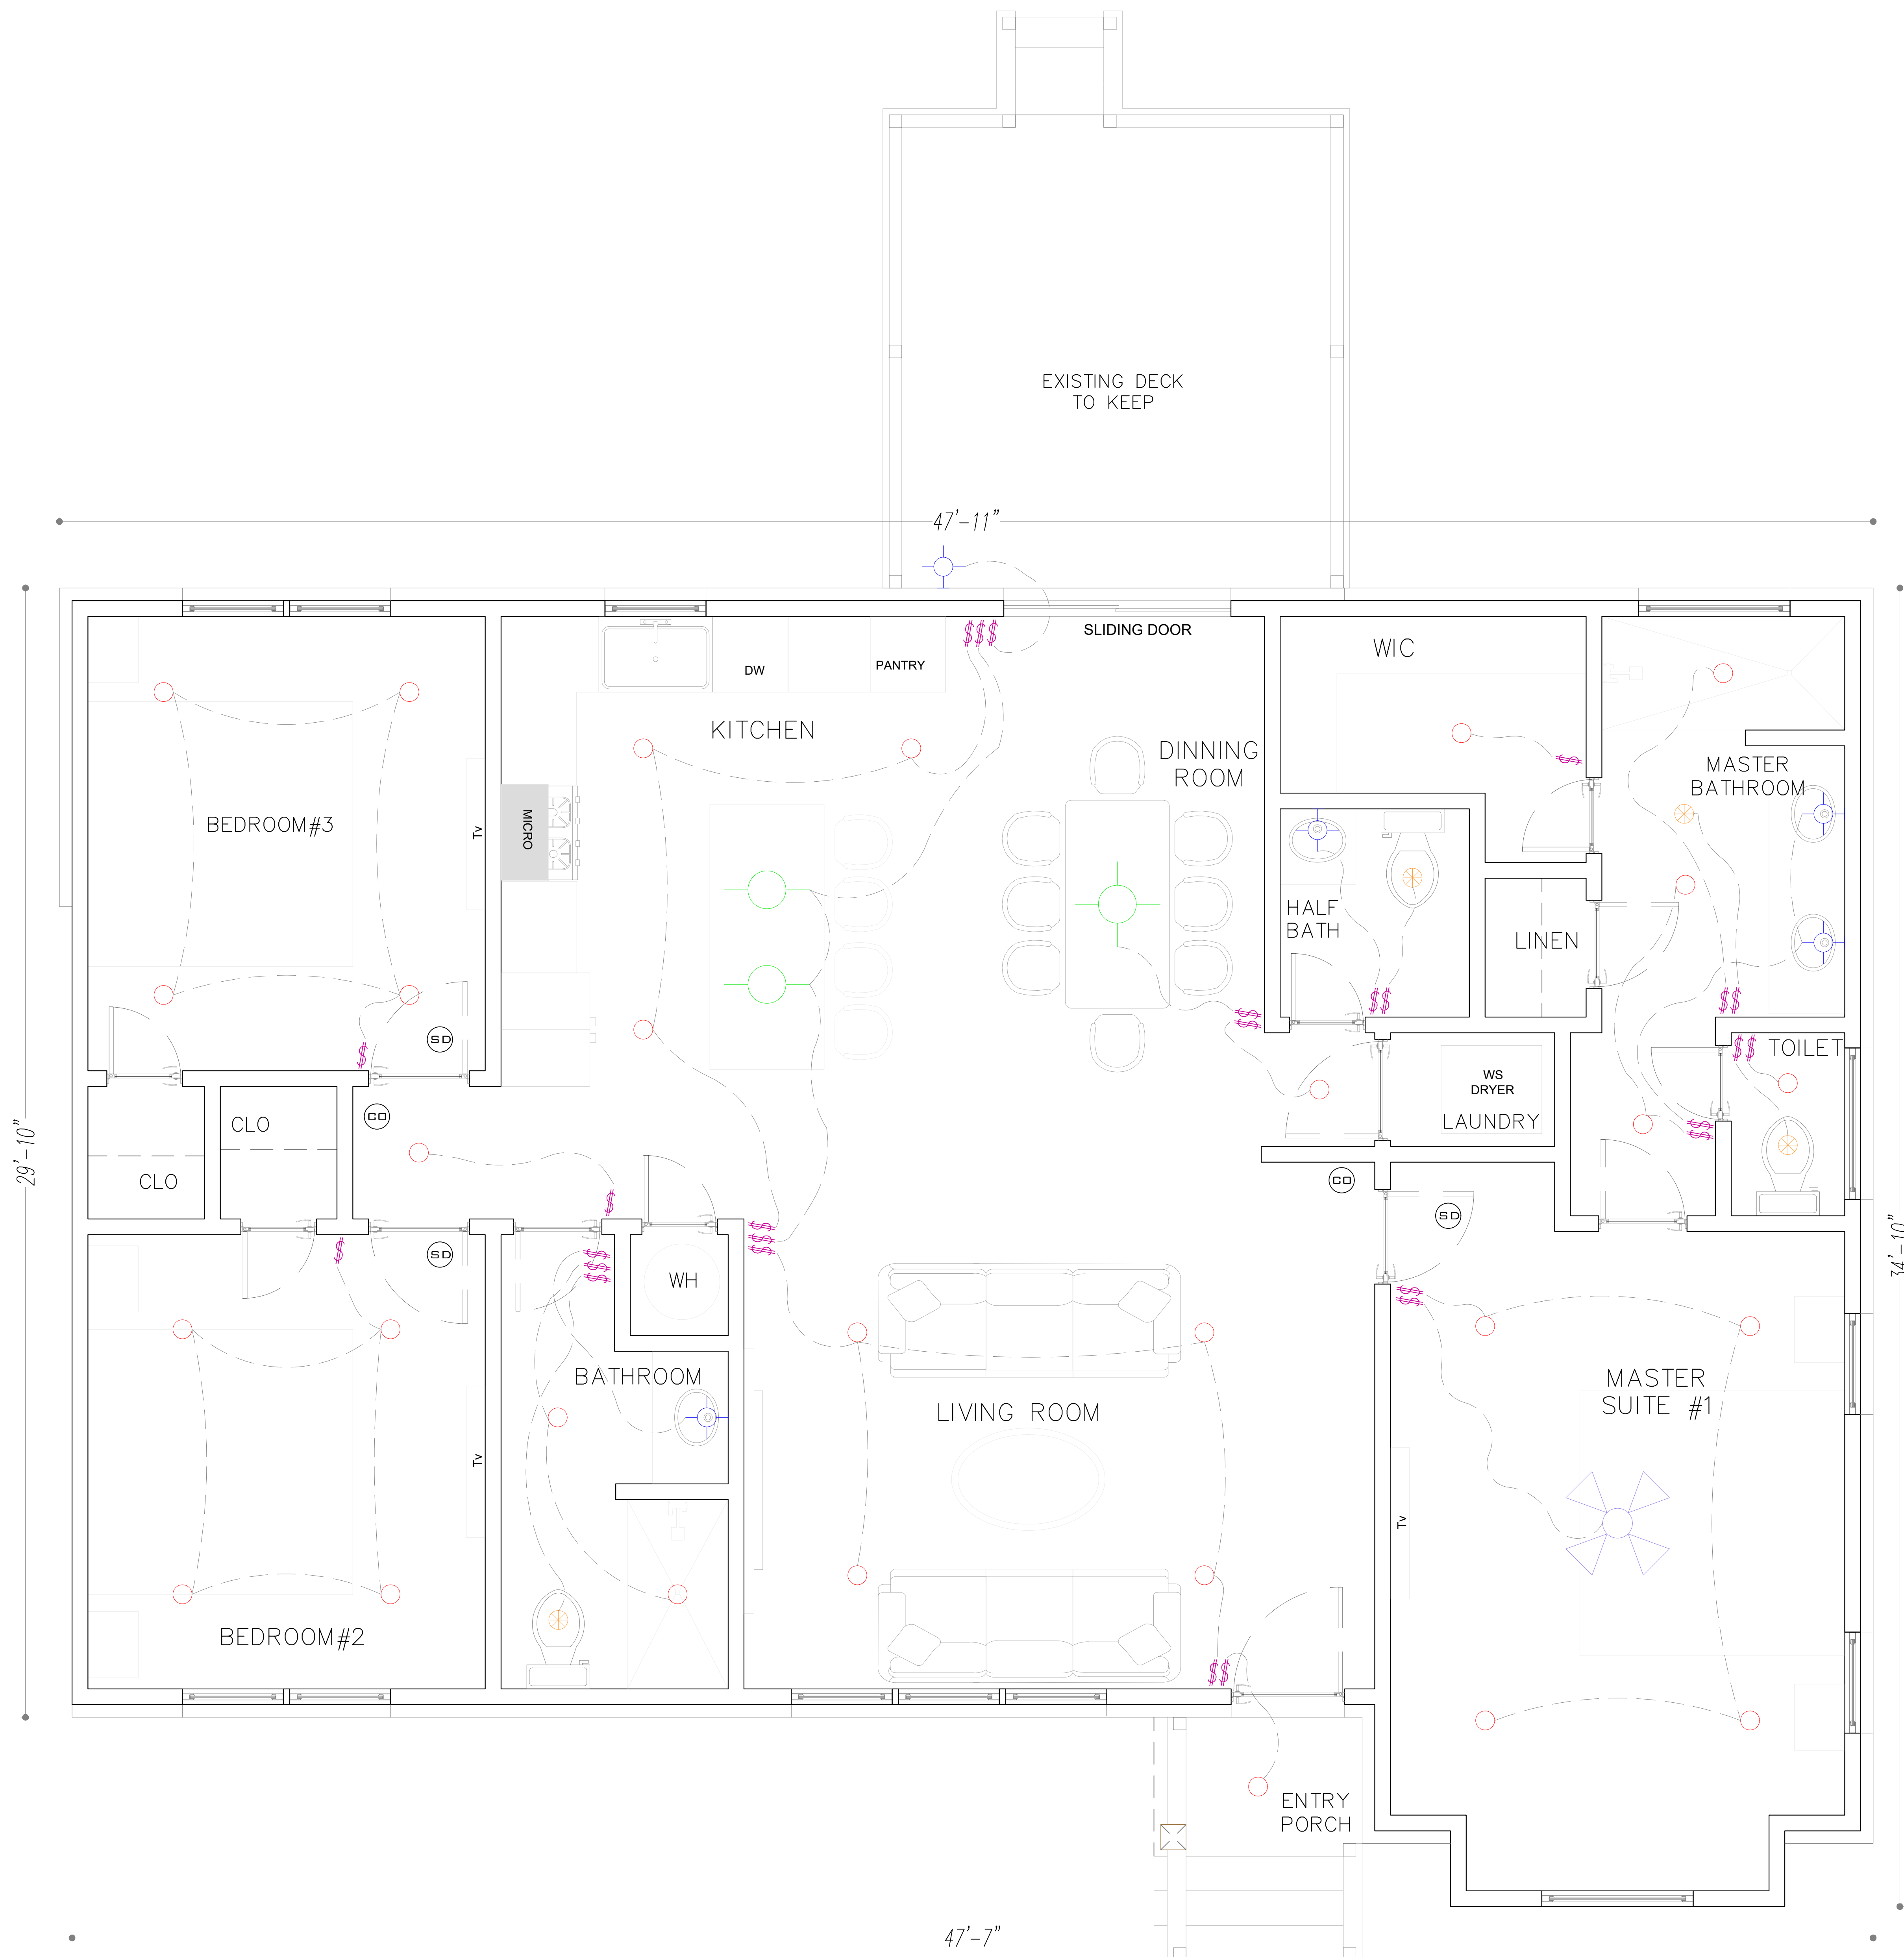 EXISTING DECK
TO KEEP
47'-11"
SLIDING DOOR
WIC
DW
PANTRY
KITCHEN
DINNING
ROOM
MASTER
BATHROOM
BEDROOM#3
Tv
MICRO
HALF
BATH
LINEN
$$$
$
$$
$$
$$
$
SD
$$
TOILET
WS
DRYER
LAUNDRY
CLO
CO
$$
29'-10"
CLO
CO
$
SD
34'-10"
$
SD
$$$
$$$
WH
$$
BATHROOM
MASTER
SUITE #1
LIVING ROOM
Tv
Tv
BEDROOM#2
$$
ENTRY
PORCH
47'-7"